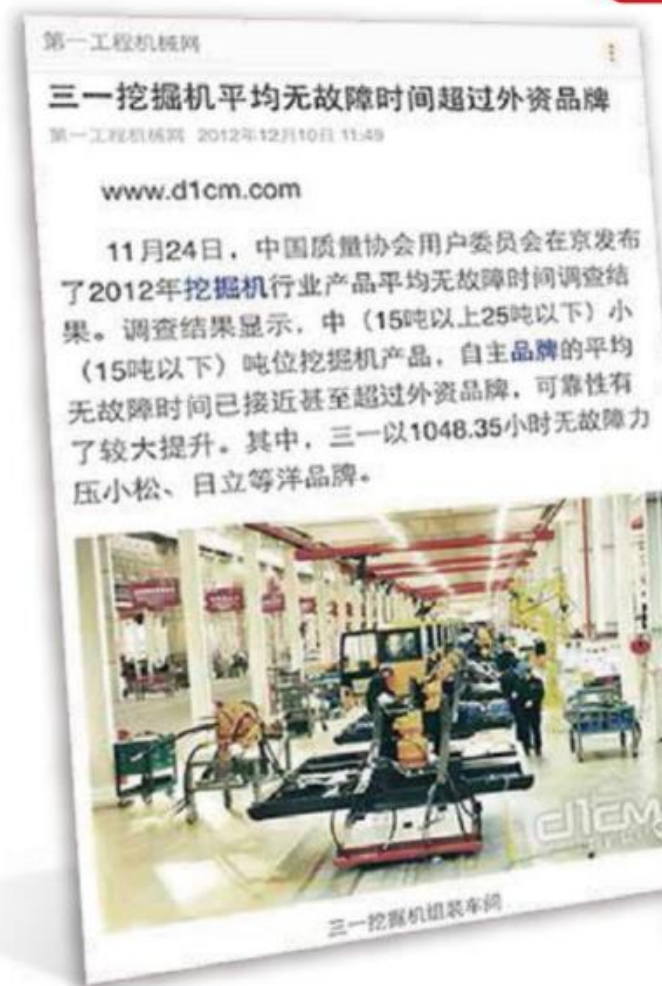 第一工程机械网
三一挖掘机平均无故障时间超过外资品牌
第一工程机械网 2012年12月10日 11:49
www.d1cm.com
11月24日，中国质量协会用户委员会在京发布
了2012年挖掘机行业产品平均无故障时间调查结
果。调查结果显示，中（15吨以上25吨以下）小
（15吨以下）吨位挖掘机产品，自主品牌的平均
无故障时间已接近甚至超过外资品牌，可靠性有
了较大提升。其中，三一以1048.35小时无故障力
压小松、日立等洋品牌。
d1cm
三一挖掘机组装车间